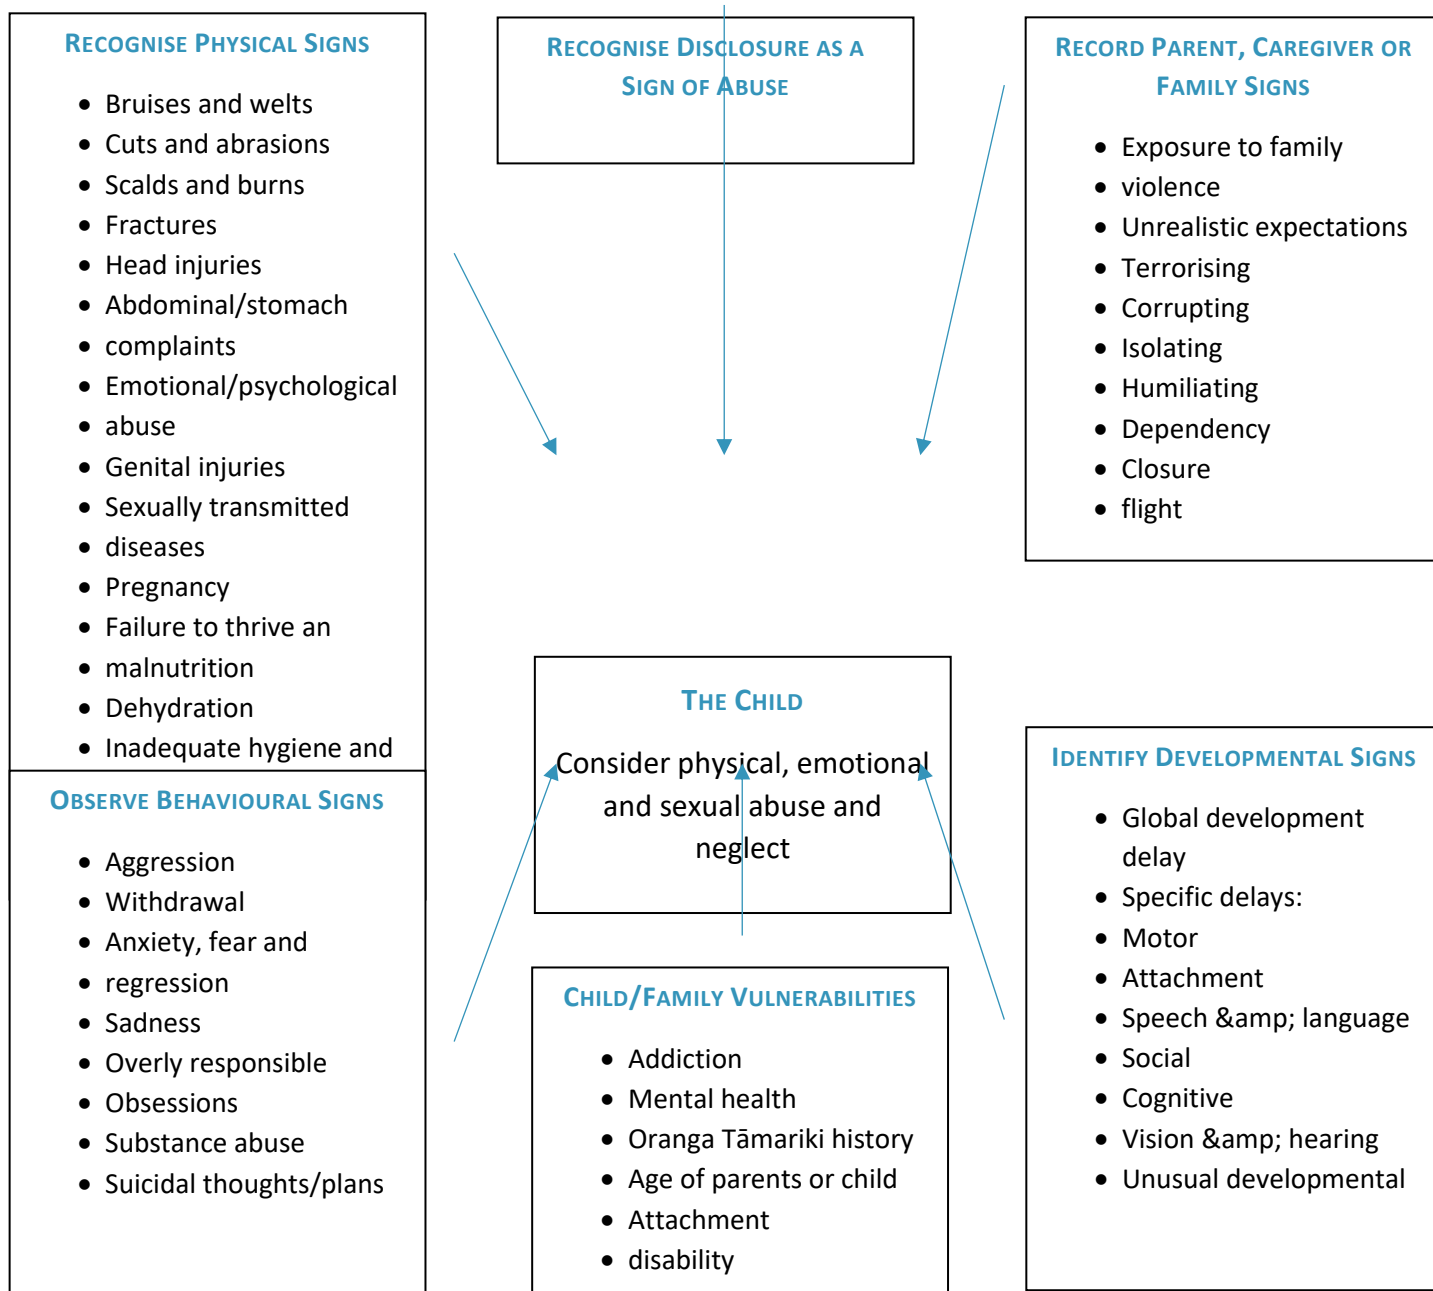 RECOGNISE PHYSICAL SIGNS
• Bruises and welts
• Cuts and abrasions
• Scalds and burns
• Fractures
• Head injuries
• Abdominal/stomach
• complaints
• Emotional/psychological
• abuse
• Genital injuries
• Sexually transmitted
• diseases
• Pregnancy
• Failure to thrive an
• malnutrition
• Dehydration
• Inadequate hygiene and
RECOGNISE DISCLOSURE AS A
SIGN OF ABUSE
RECORD PARENT, CAREGIVER OR
FAMILY SIGNS
• Exposure to family
• violence
• Unrealistic expectations
• Terrorising
• Corrupting
• Isolating
• Humiliating
• Dependency
• Closure
• flight
THE CHILD
Consider physical, emotional
and sexual abuse and
neglect
OBSERVE BEHAVIOURAL SIGNS
• Aggression
• Withdrawal
• Anxiety, fear and
• regression
• Sadness
• Overly responsible
• Obsessions
• Substance abuse
• Suicidal thoughts/plans
CHILD/FAMILY VULNERABILITIES
• Addiction
• Mental health
• Oranga Tāmariki history
• Age of parents or child
• Attachment
• disability
IDENTIFY DEVELOPMENTAL SIGNS
• Global development
delay
• Specific delays:
• Motor
• Attachment
• Speech &amp; language
• Social
• Cognitive
• Vision &amp; hearing
• Unusual developmental